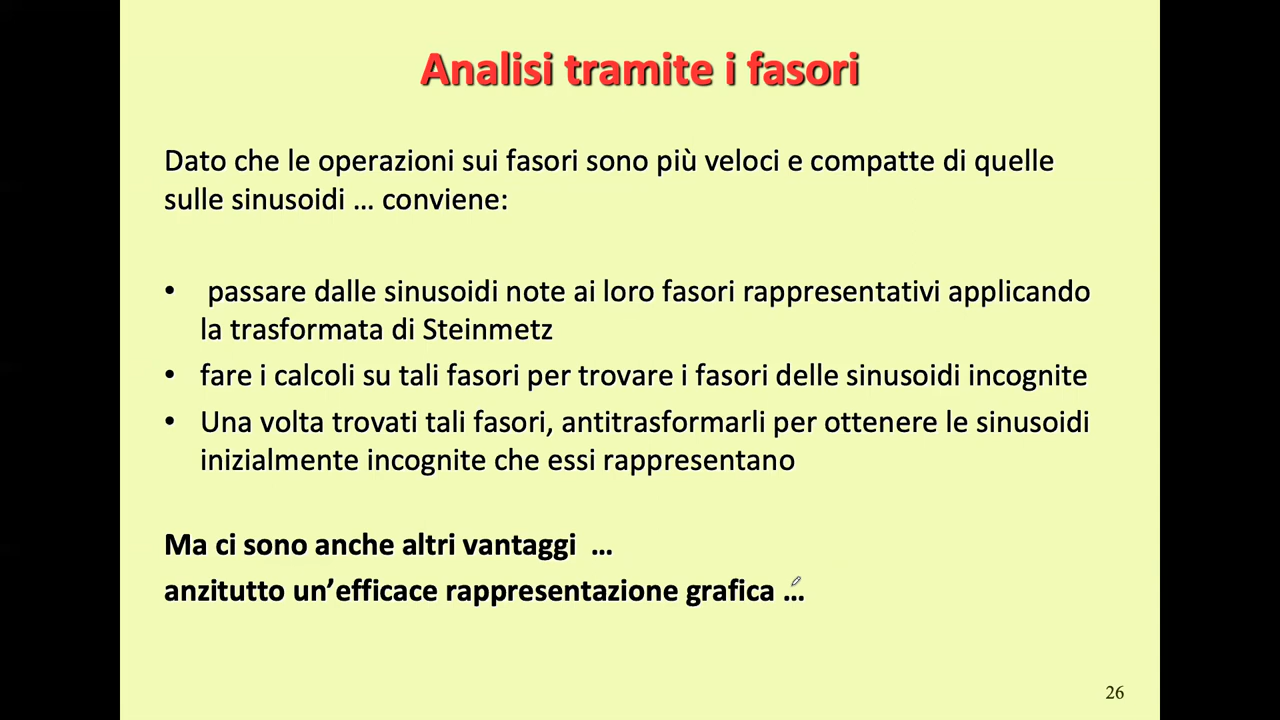 Analisi tramite i fasori
Dato che le operazioni sui fasori sono più veloci e compatte di quelle
sulle sinusoidi … conviene:
• passare dalle sinusoidi note ai loro fasori rappresentativi applicando
la trasformata di Steinmetz
• fare i calcoli su tali fasori per trovare i fasori delle sinusoidi incognite
• Una volta trovati tali fasori, antitrasformarli per ottenere le sinusoidi
inizialmente incognite che essi rappresentano
Ma ci sono anche altri vantaggi …
anzitutto un’efficace rappresentazione grafica …
26